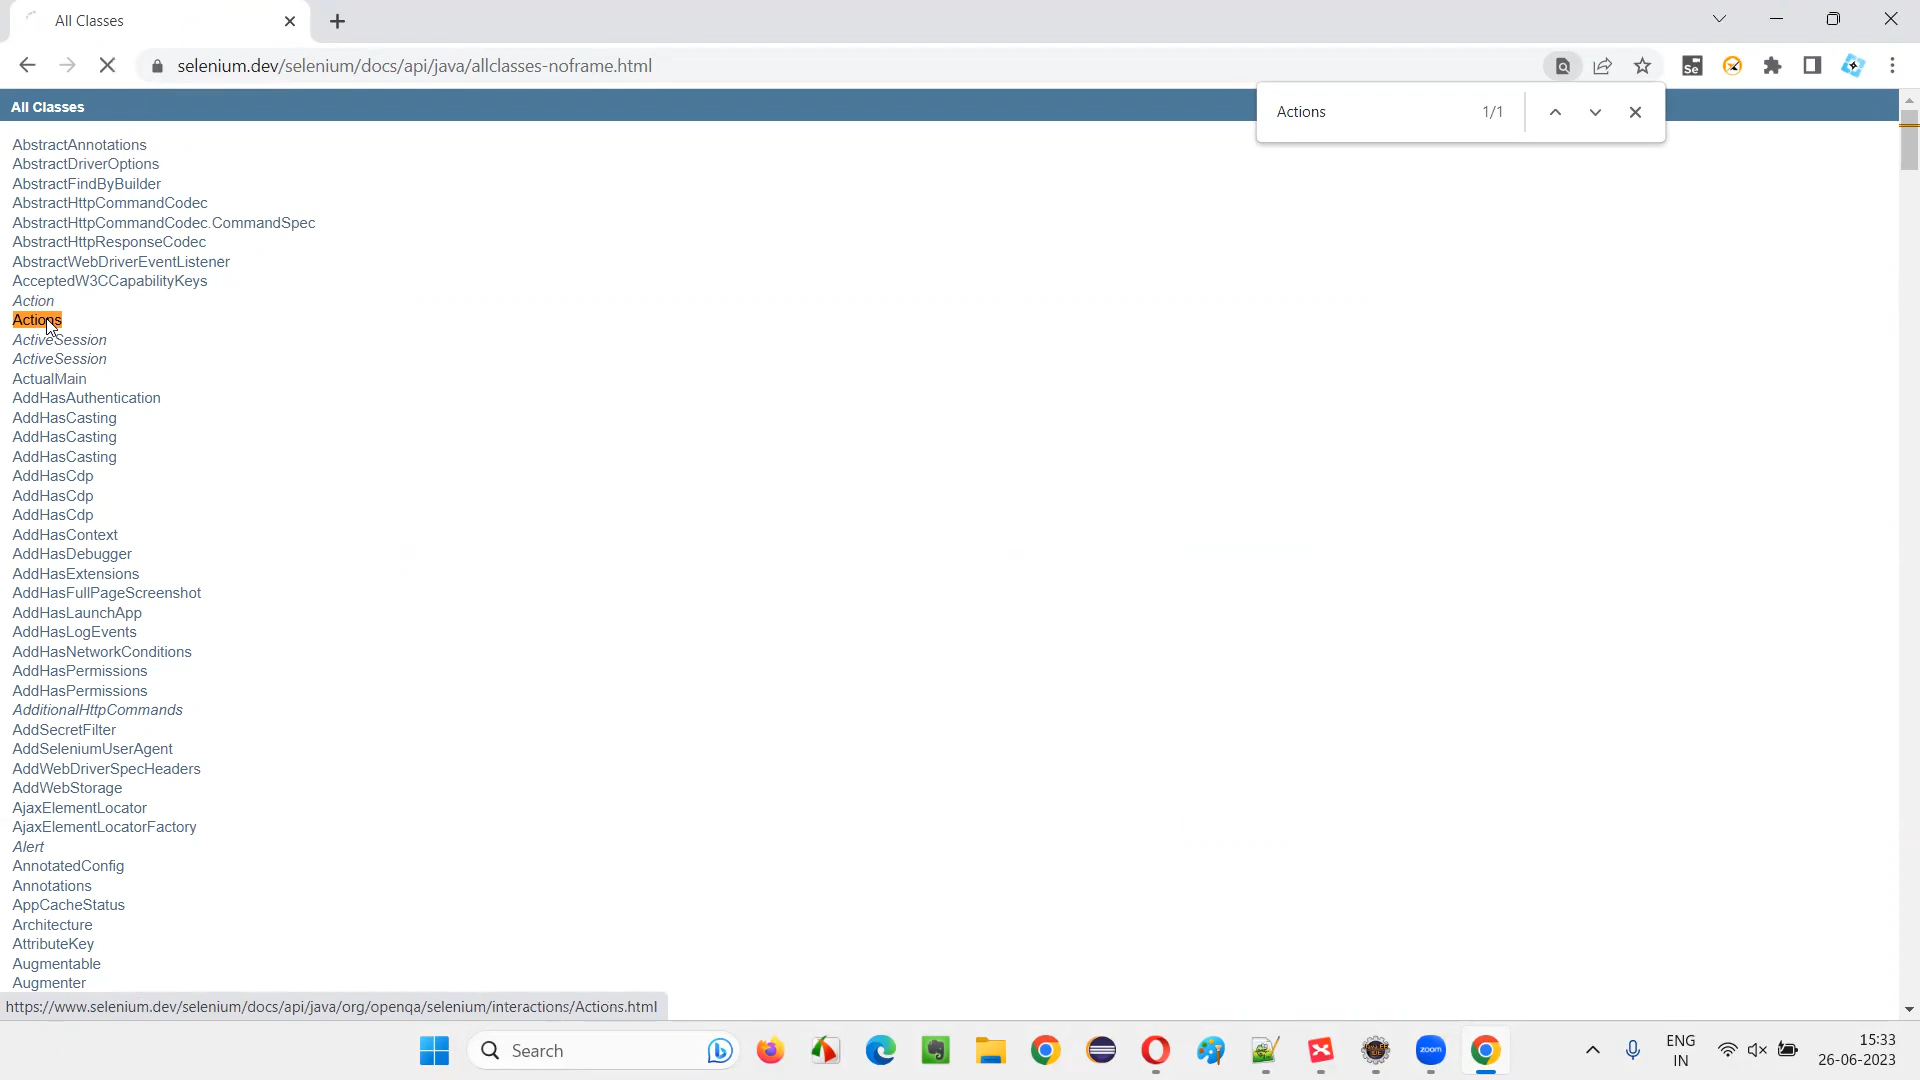 All Classes
selenium.dev/selenium/docs/api/java/allclasses-noframe.html
All Classes
Actions 1/1
AbstractAnnotations
AbstractDriverOptions
AbstractFindByBuilder
AbstractHttpCommandCodec
AbstractHttpCommandCodec.CommandSpec
AbstractHttpResponseCodec
AbstractWebDriverEventListener
AcceptedW3CCapabilityKeys
Action
Actions
ActiveSession
ActiveSession
ActualMain
AddHasAuthentication
AddHasCasting
AddHasCasting
AddHasCasting
AddHasCdp
AddHasCdp
AddHasCdp
AddHasContext
AddHasDebugger
AddHasExtensions
AddHasFullPageScreenshot
AddHasLaunchApp
AddHasLogEvents
AddHasNetworkConditions
AddHasPermissions
AddHasPermissions
AdditionalHttpCommands
AddSecretFilter
AddSeleniumUserAgent
AddWebDriverSpecHeaders
AddWebStorage
AjaxElementLocator
AjaxElementLocatorFactory
Alert
AnnotatedConfig
Annotations
AppCacheStatus
Architecture
AttributeKey
Augmentable
Augmenter
https://www.selenium.dev/selenium/docs/api/java/org/openqa/selenium/interactions/Actions.html
Search
zoom
ENG
IN
15:33
26-06-2023